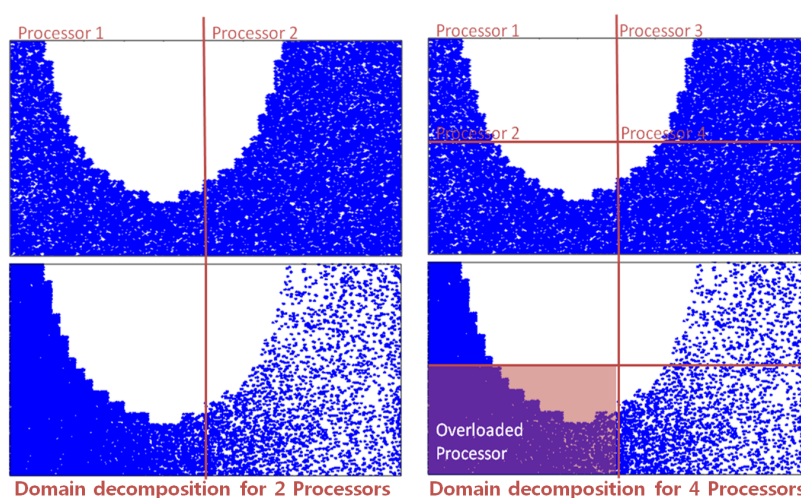 Processor 1
Processor 2
Processor 1
Processor 3
Processor 2
Processor 4
Overloaded
Processor
Domain decomposition for 2 Processors
Domain decomposition for 4 Processors